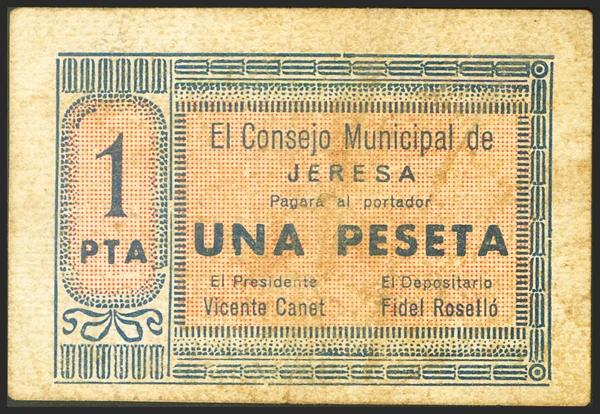 1
PTA
El Consejo Municipal de
JERESA
Pagará al portador
UNA PESETA
El Presidente
Vicente Canet
El Depositario
Fidel Roselló